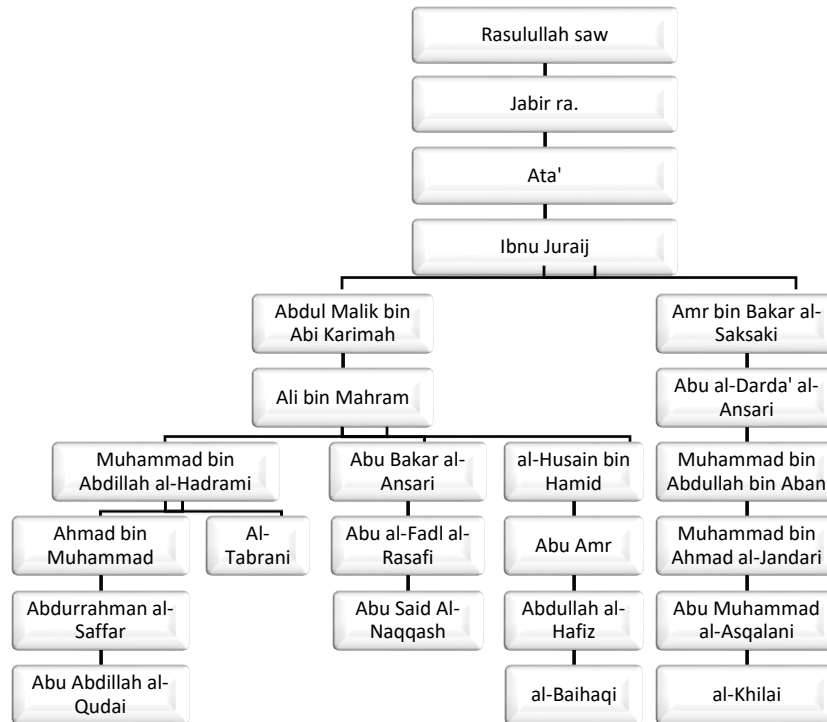 Rasulullah saw
Jabir ra.
Ata'
Ibnu Juraij
Abdul Malik bin
Abi Karimah
Amr bin Bakar al-
Saksaki
Ali bin Mahram
Abu al-Darda' al-
Ansari
Muhammad bin
Abdillah al-Hadrami
Abu Bakar al-
Ansari
al-Husain bin
Hamid
Muhammad bin
Abdullah bin Aban
Ahmad bin
Muhammad
Al-
Tabrani
Abu al-Fadl al-
Rasafi
Abu Amr
Muhammad bin
Ahmad al-Jandari
Abdurrahman al-
Saffar
Abu Said Al-
Naqqash
Abdullah al-
Hafiz
Abu Muhammad
al-Asqalani
Abu Abdillah al-
Qudai
al-Baihaqi
al-Khilai